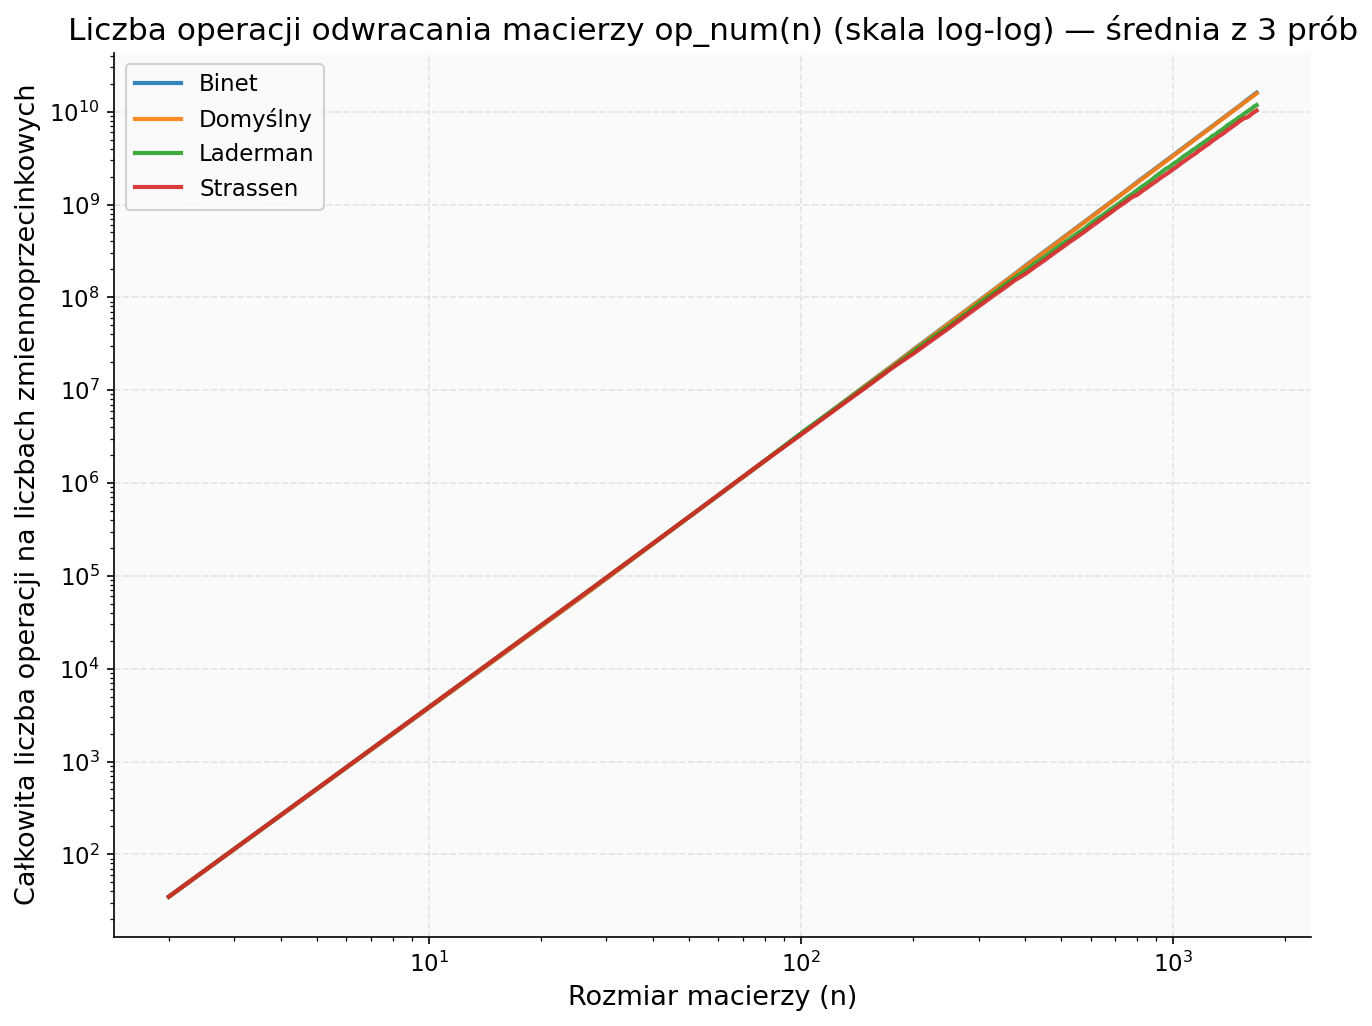 Liczba operacji odwracania macierzy op_num(n) (skala log-log) — średnia z 3 prób
Całkowita liczba operacji na liczbach zmiennoprzecinkowych
Binet
Domyślny
Laderman
Strassen
10¹⁰
10⁹
10⁸
10⁷
10⁶
10⁵
10⁴
10³
10²
10¹ 10² 10³
Rozmiar macierzy (n)